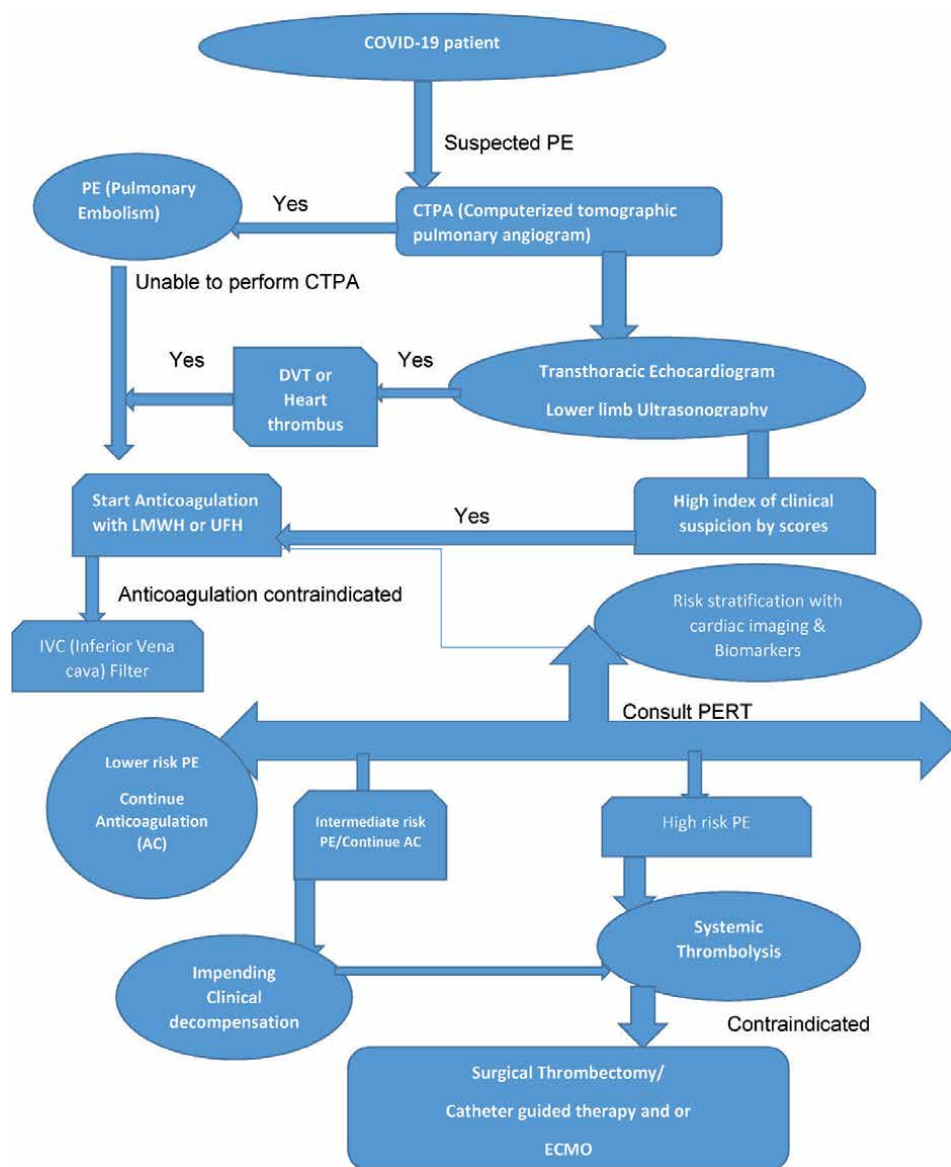 COVID-19 patient
Suspected PE
PE (Pulmonary
Embolism)
Yes
CTPA (Computerized tomographic
pulmonary angiogram)
Unable to perform CTPA
Yes
DVT or
Heart
thrombus
Yes
Transthoracic Echocardiogram
Lower limb Ultrasonography
Start Anticoagulation
with LMWH or UFH
Yes
High index of clinical
suspicion by scores
Anticoagulation contraindicated
IVC (Inferior Vena
cava) Filter
Risk stratification with
cardiac imaging &
Biomarkers
Consult PERT
Lower risk PE
Continue
Anticoagulation
(AC)
Intermediate risk
PE/Continue AC
High risk PE
Impending
Clinical
decompensation
Systemic
Thrombolysis
Contraindicated
Surgical Thrombectomy/
Catheter guided therapy and or
ECMO